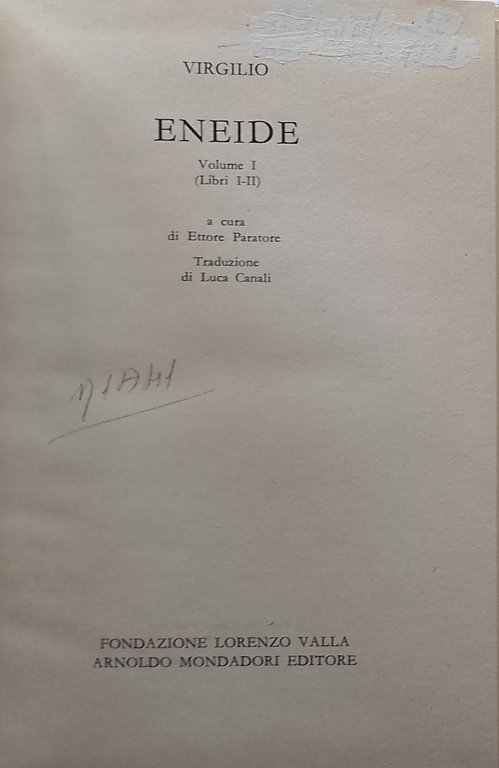 VIRGILIO
ENEIDE
Volume I
(Libri I-II)
a cura
di Ettore Paratore
Traduzione
di Luca Canali
FONDAZIONE LORENZO VALLA
ARNOLDO MONDADORI EDITORE